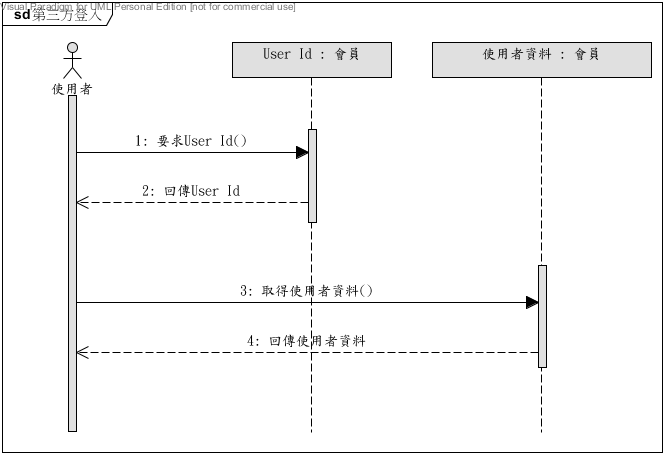 Visual Paradigm for UML Personal Edition [not for commercial use]
sd 第三方登入
User Id : 會員
使用者資料 : 會員
使用者
1: 要求User Id()
2: 回傳User Id
3: 取得使用者資料()
4: 回傳使用者資料